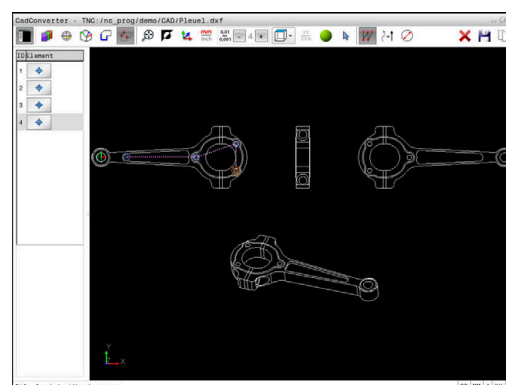 CadConverter - TNC:/nc_prog/demo/CAD/Pleuel.dxf
mm inch 0,01 0,001 4
ID Element
1
2
3
4
Y
Z X